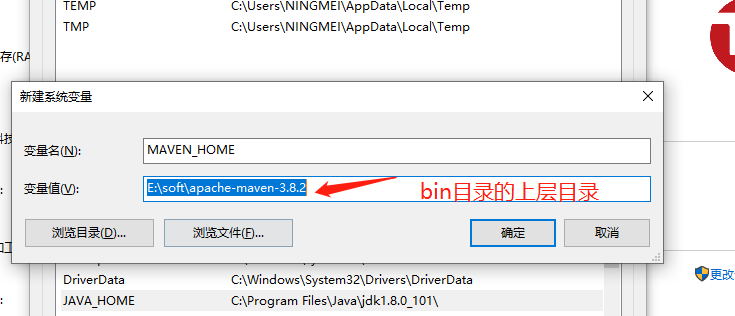 TEMP C:\Users\NINGMEI\AppData\Local\Temp
TMP C:\Users\NINGMEI\AppData\Local\Temp
存(RA
新建系统变量
变量名(N): MAVEN_HOME
变量值(V): E:\soft\apache-maven-3.8.2
bin目录的上层目录
浏览目录(D)... 浏览文件(F)... 确定 取消
DriverData C:\Windows\System32\Drivers\DriverData
JAVA_HOME C:\Program Files\Java\jdk1.8.0_101\
更改